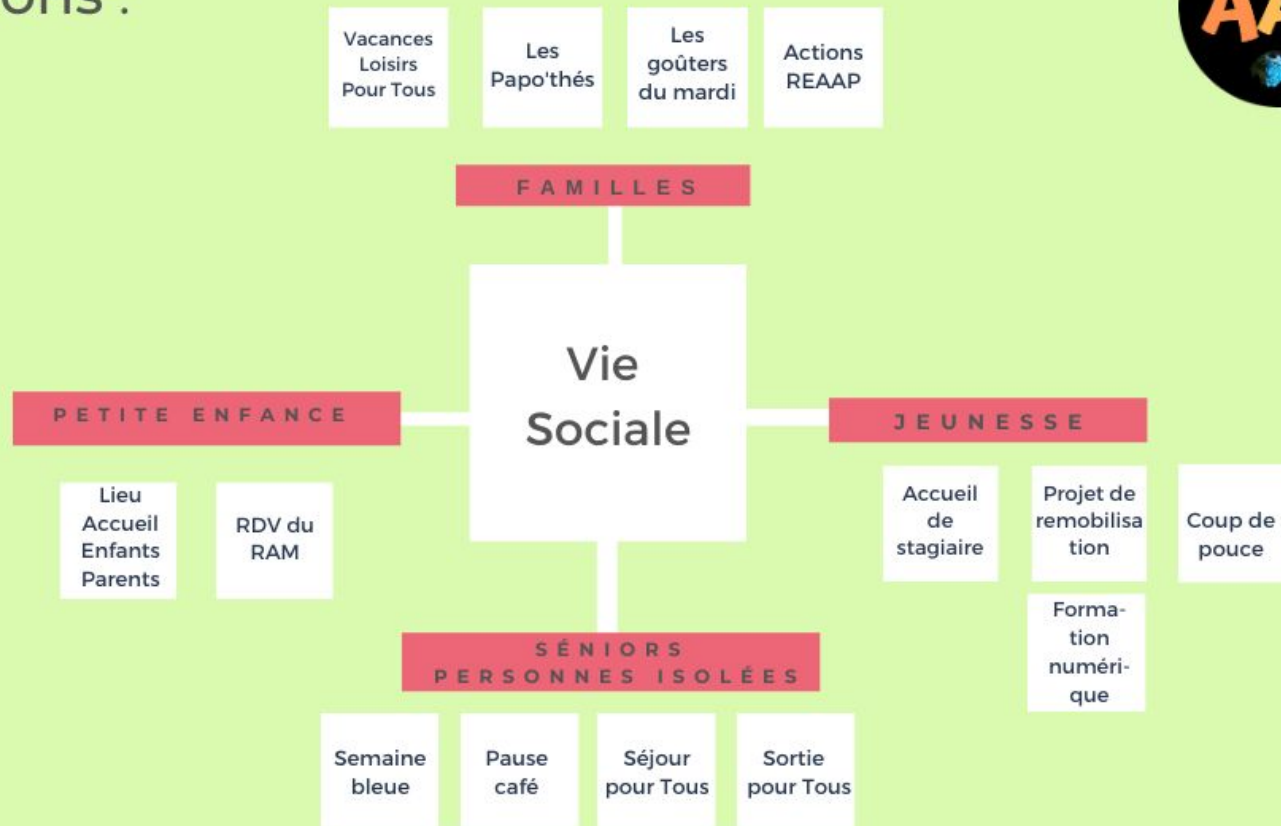 Vacances
Loisirs
Pour Tous
Les
Papo'thés
Les
goûters
du mardi
Actions
REAAP
FAMILLES
Vie
Sociale
PETITE ENFANCE
Lieu
Accueil
Enfants
Parents
RDV du
RAM
JEUNESSE
Accueil
de
stagiaire
Projet de
remobilisa
tion
Coup de
pouce
Forma-
tion
numéri-
que
SÉNIORS
PERSONNES ISOLÉES
Semaine
bleue
Pause
café
Séjour
pour Tous
Sortie
pour Tous